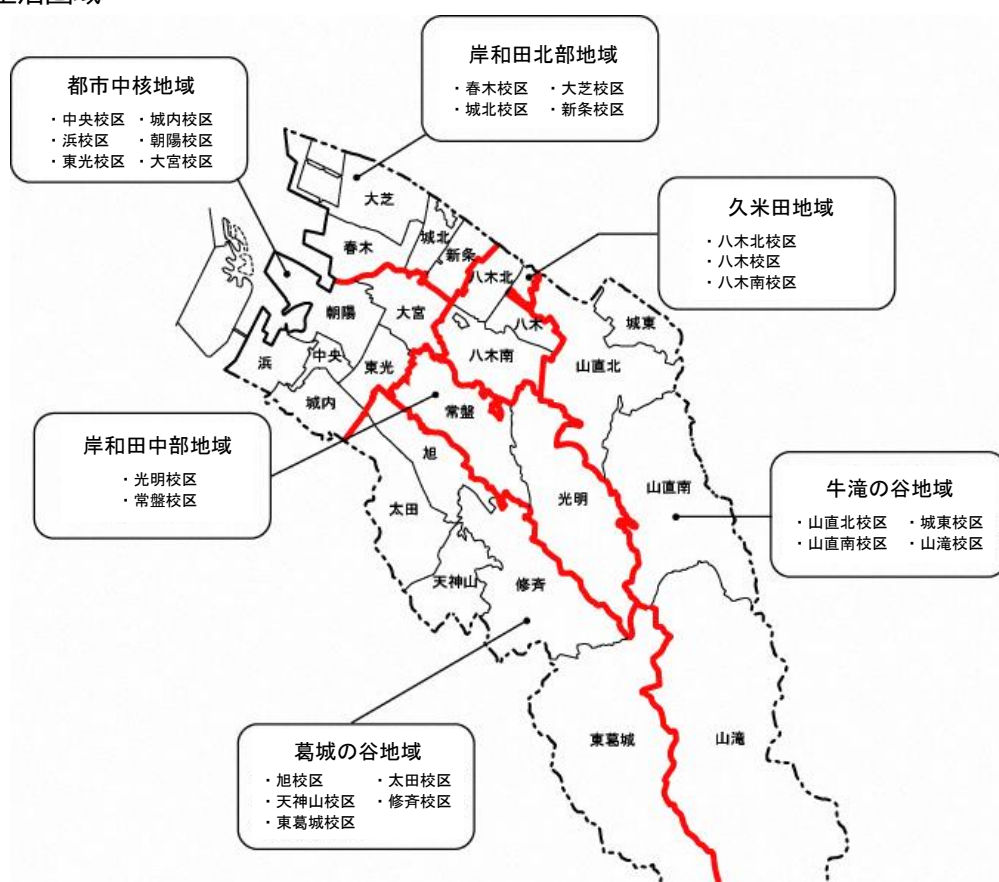 岸和田北部地域
・春木校区 ・大芝校区
・城北校区 ・新条校区
都市中核地域
・中央校区 ・城内校区
・浜校区 ・朝陽校区
・東光校区 ・大宮校区
久米田地域
・八木北校区
・八木校区
・八木南校区
大芝
春木
城北
新条
八木北
朝陽
大宮
八木
城東
浜
中央
東光
八木南
山直北
城内
常盤
岸和田中部地域
・光明校区
・常盤校区
旭
太田
光明
山直南
牛滝の谷地域
・山直北校区 ・城東校区
・山直南校区 ・山滝校区
天神山
修斉
東葛城
山滝
葛城の谷地域
・旭校区 ・太田校区
・天神山校区 ・修斉校区
・東葛城校区